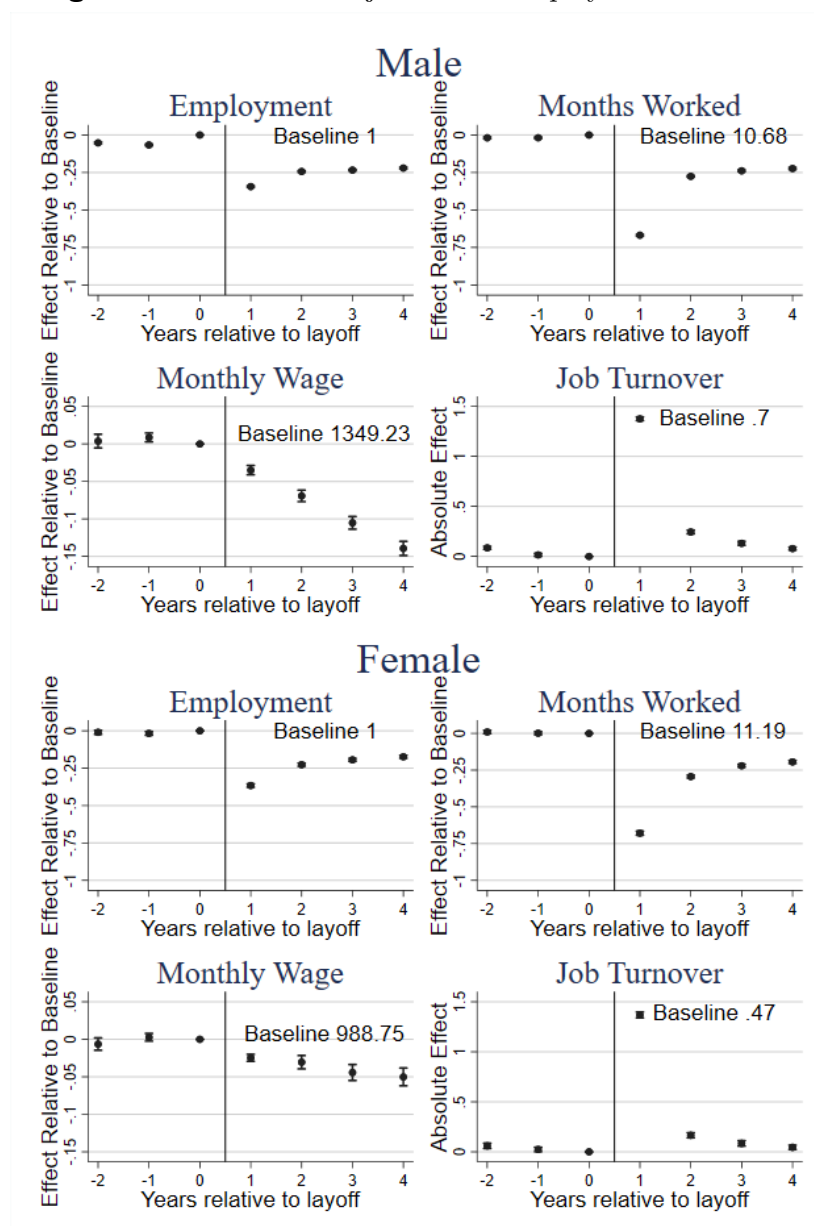 Male
Employment
Effect Relative to Baseline
0
-.25
-.5
-.75
-1
Baseline 1
-2 -1 0 1 2 3 4
Years relative to layoff
Months Worked
Effect Relative to Baseline
0
-.25
-.5
-.75
-1
Baseline 10.68
-2 -1 0 1 2 3 4
Years relative to layoff
Monthly Wage
Effect Relative to Baseline
.05
0
-.05
-.1
-.15
Baseline 1349.23
-2 -1 0 1 2 3 4
Years relative to layoff
Job Turnover
Absolute Effect
1.5
1
.5
0
Baseline .7
-2 -1 0 1 2 3 4
Years relative to layoff
Female
Employment
Effect Relative to Baseline
0
-.25
-.5
-.75
-1
Baseline 1
-2 -1 0 1 2 3 4
Years relative to layoff
Months Worked
Effect Relative to Baseline
0
-.25
-.5
-.75
-1
Baseline 11.19
-2 -1 0 1 2 3 4
Years relative to layoff
Monthly Wage
Effect Relative to Baseline
.05
0
-.05
-.1
-.15
Baseline 988.75
-2 -1 0 1 2 3 4
Years relative to layoff
Job Turnover
Absolute Effect
1.5
1
.5
0
Baseline .47
-2 -1 0 1 2 3 4
Years relative to layoff